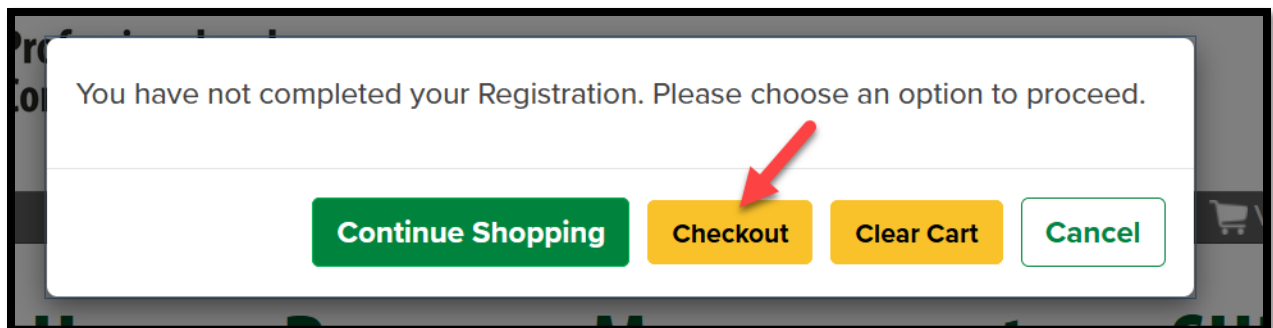 You have not completed your Registration. Please choose an option to proceed.
Continue Shopping
Checkout
Clear Cart
Cancel